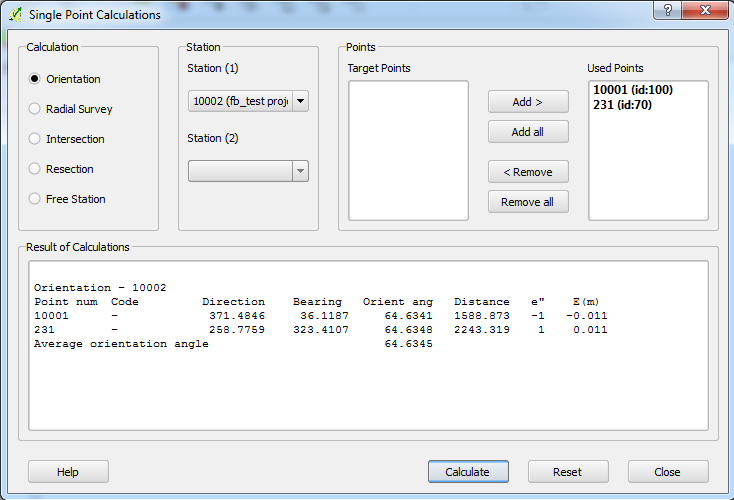 Single Point Calculations
Calculation
Orientation
Radial Survey
Intersection
Resection
Free Station
Station
Station (1)
10002 (fb_test proj
Station (2)
Points
Target Points
Add >
Add all
< Remove
Remove all
Used Points
10001 (id:100)
231 (id:70)
Result of Calculations
Orientation - 10002
Point num Code Direction Bearing Orient ang Distance e" E(m)
10001 - 371.4846 36.1187 64.6341 1588.873 -1 -0.011
231 - 258.7759 323.4107 64.6348 2243.319 1 0.011
Average orientation angle 64.6345
Help
Calculate
Reset
Close